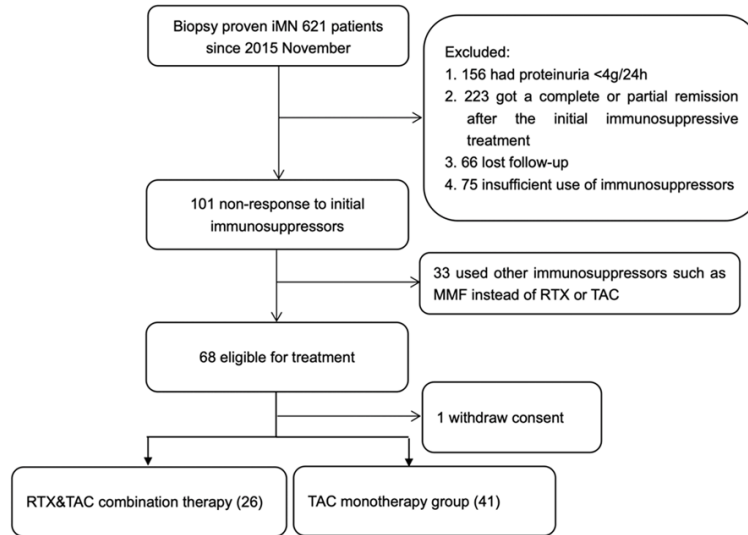 Biopsy proven iMN 621 patients
since 2015 November
Excluded:
1. 156 had proteinuria <4g/24h
2. 223 got a complete or partial remission
after the initial immunosuppressive
treatment
3. 66 lost follow-up
4. 75 insufficient use of immunosuppressors
101 non-response to initial
immunosuppressors
33 used other immunosuppressors such as
MMF instead of RTX or TAC
68 eligible for treatment
1 withdraw consent
RTX&TAC combination therapy (26)
TAC monotherapy group (41)